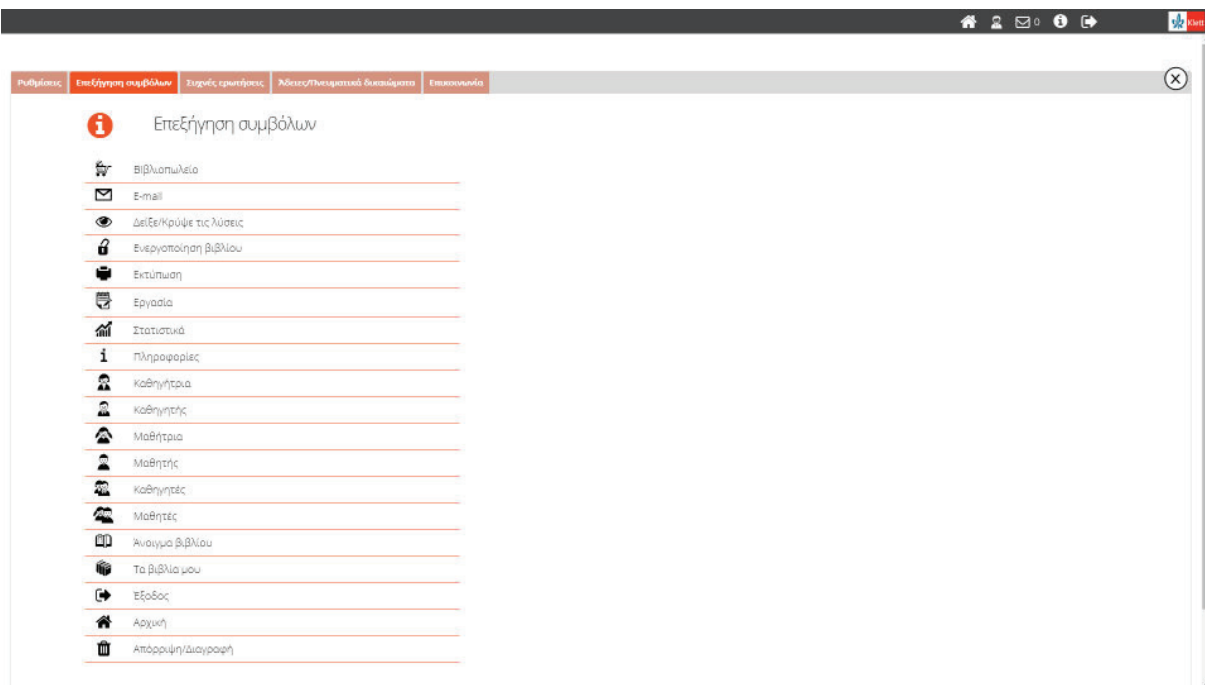 0
Klett
Ρυθμίσεις Επεξήγηση συμβόλων Συχνές ερωτήσεις Άδειες/Πνευματικά δικαιώματα Επικοινωνία
Επεξήγηση συμβόλων
Βιβλιοπωλείο
E-mail
Δείξε/Κρύψε τις λύσεις
Ενεργοποίηση βιβλίου
Εκτύπωση
Εργασία
Στατιστικά
Πληροφορίες
Καθηγήτρια
Καθηγητής
Μαθήτρια
Μαθητής
Καθηγητές
Μαθητές
Άνοιγμα βιβλίου
Τα βιβλία μου
Έξοδος
Αρχική
Απόρριψη/Διαγραφή